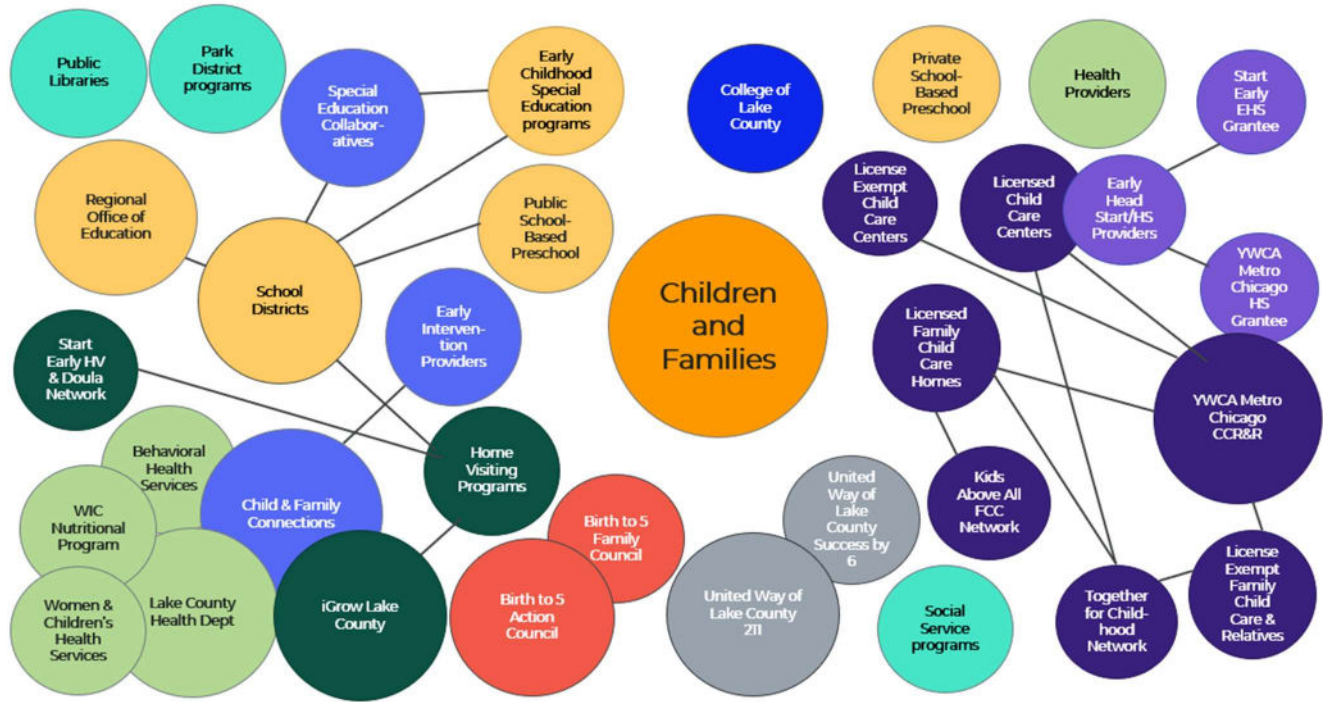 Public
Libraries
Park
District
programs
Special
Education
Collabor-
atives
Early
Childhood
Special
Education
programs
College of
Lake
County
Private
School-
Based
Preschool
Health
Providers
Start
Early
EHS
Grantee
Regional
Office of
Education
School
Districts
Public
School-
Based
Preschool
Children
and
Families
License
Exempt
Child
Care
Centers
Licensed
Child
Care
Centers
Early
Head
Start/HS
Providers
YWCA
Metro
Chicago
HS
Grantee
Start
Early HV
& Doula
Network
Early
Interven-
tion
Providers
Licensed
Family
Child
Care
Homes
YWCA Metro
Chicago
CCR&R
Behavioral
Health
Services
Child & Family
Connections
Home
Visiting
Programs
WIC
Nutritional
Program
Birth to 5
Family
Council
United
Way of
Lake
County
Success by
6
Kids
Above All
FCC
Network
Women &
Children's
Health
Services
Lake County
Health Dept
iGrow Lake
County
Birth to 5
Action
Council
United Way of
Lake County
211
Social
Service
programs
Together
for Child-
hood
Network
License
Exempt
Family
Child
Care &
Relatives